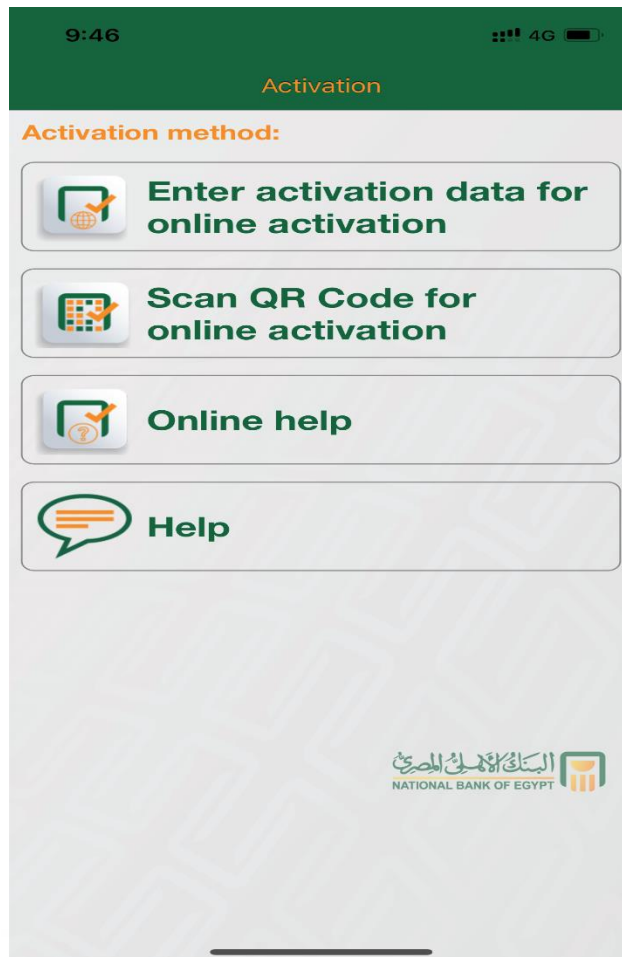 9:46 4G
Activation
Activation method:
Enter activation data for
online activation
Scan QR Code for
online activation
?
Online help
Help
البنك الأهلي المصري
NATIONAL BANK OF EGYPT